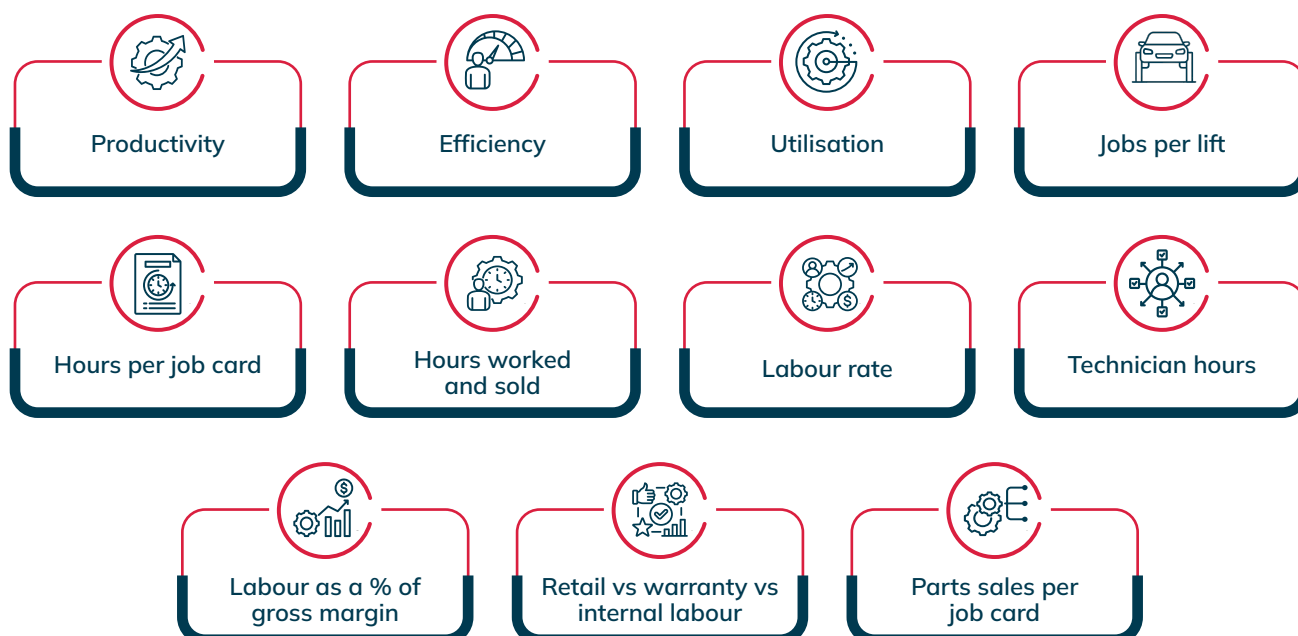 Productivity
Efficiency
Utilisation
Jobs per lift
Hours per job card
Hours worked
and sold
Labour rate
Technician hours
Labour as a % of
gross margin
Retail vs warranty vs
internal labour
Parts sales per
job card